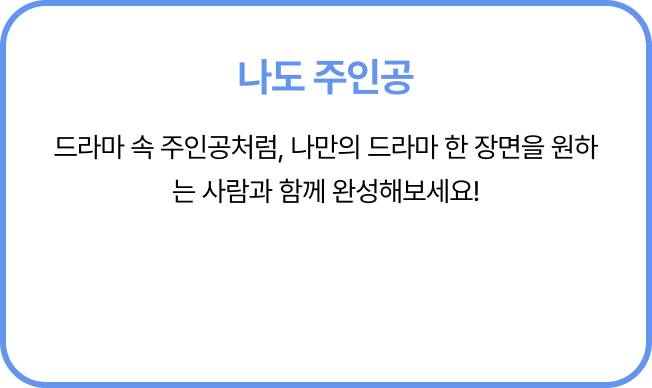 나도 주인공
드라마 속 주인공처럼, 나만의 드라마 한 장면을 원하
는 사람과 함께 완성해보세요!